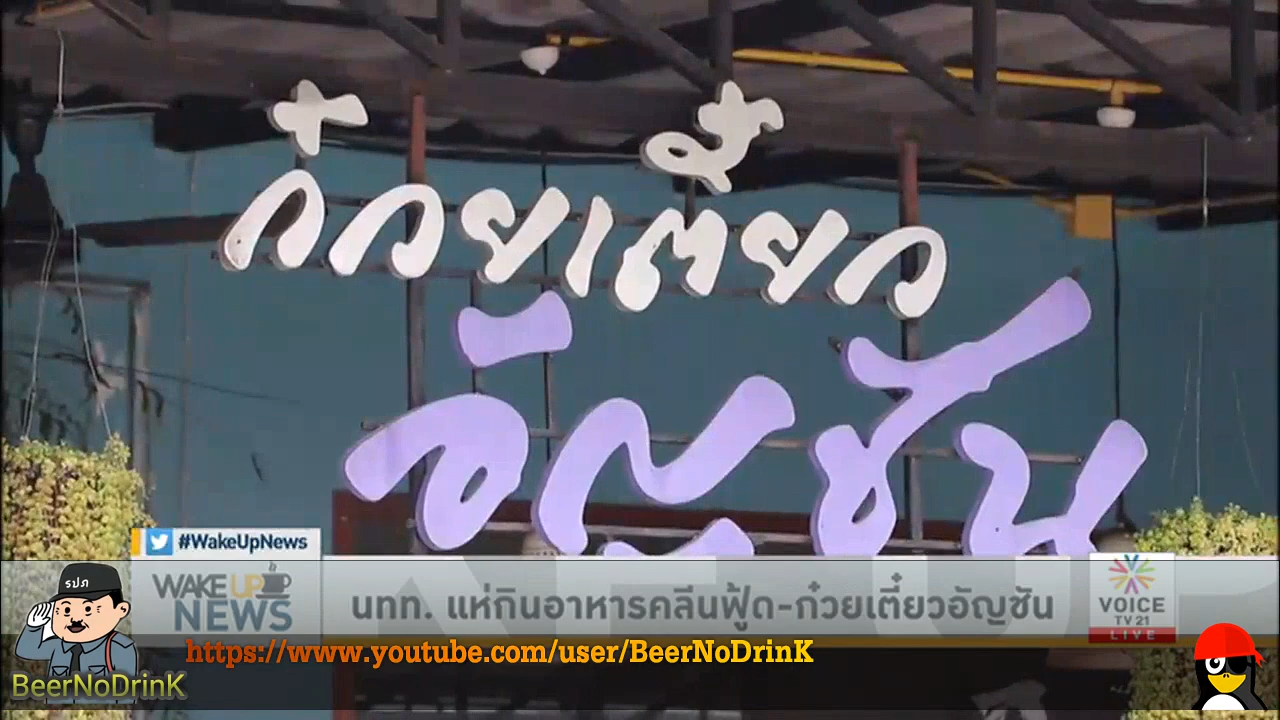 ก๋วยเตี๋ยว
อัญชัน
#WakeUpNews
WAKE UP
NEWS
นทท. แห่กินอาหารคลีนฟู้ด-ก๋วยเตี๋ยวอัญชัน
VOICE
TV 21
LIVE
รปภ
https://www.youtube.com/user/BeerNoDrinK
BeerNoDrinK